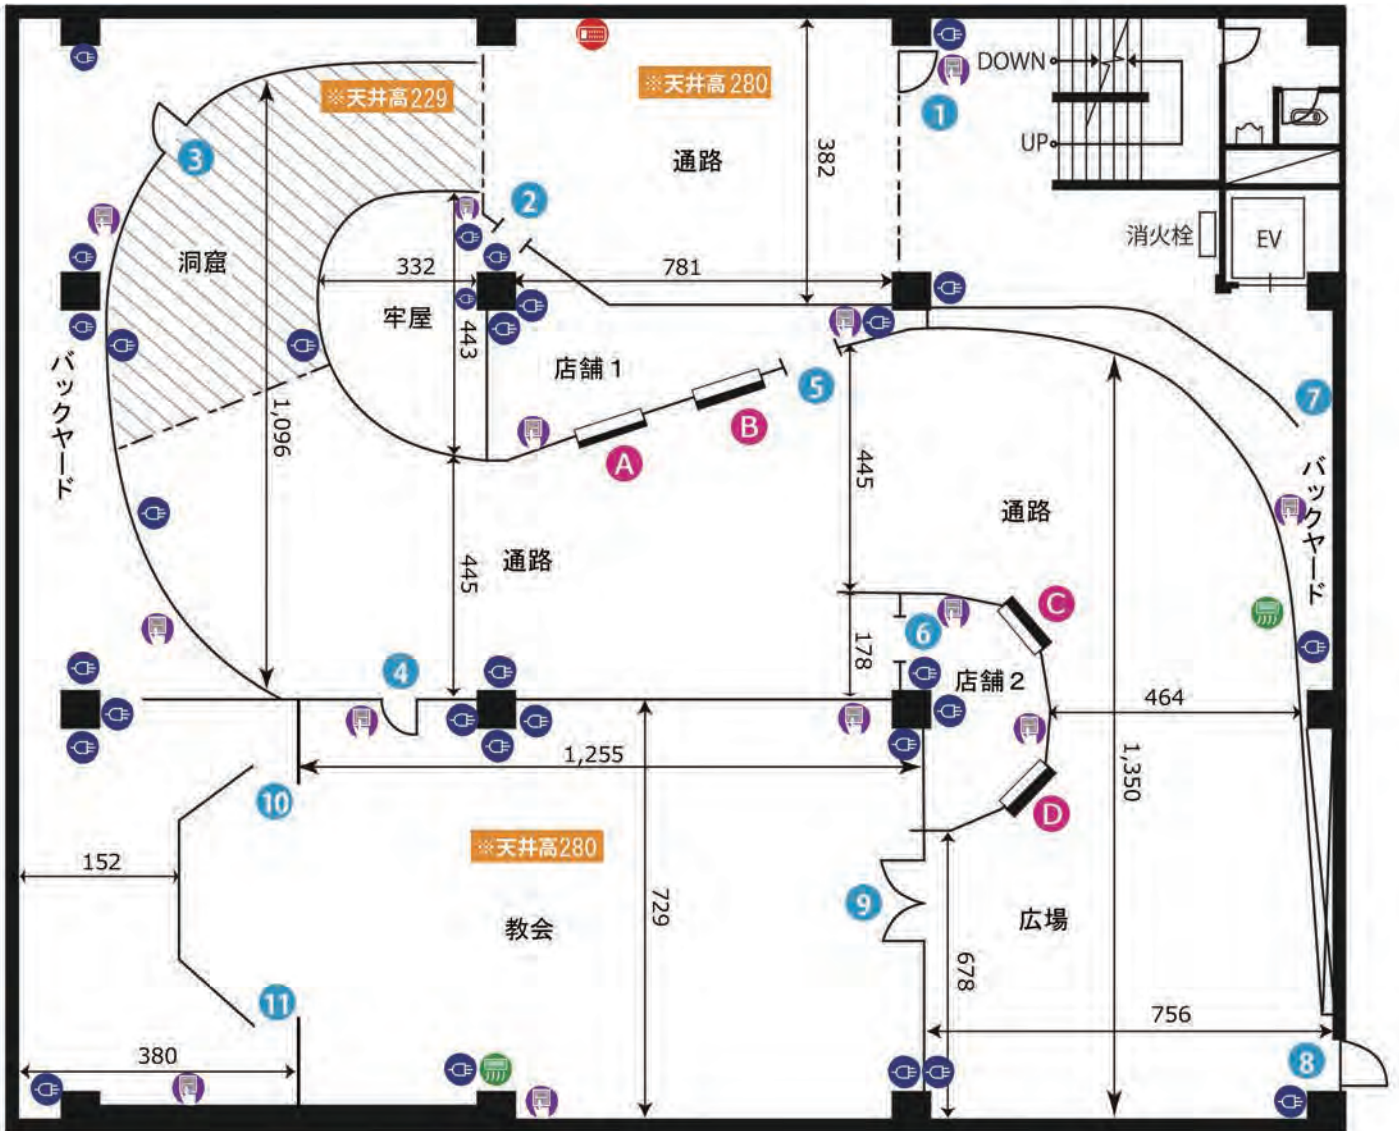 DOWN
※天井高229
※天井高280
1
UP
3
通路
382
2
消火栓
EV
洞窟
332
781
牢屋
443
店舗1
5
7
バックヤード
1,096
B
A
445
バックヤード
通路
445
通路
C
6
178
店舗2
4
464
1,255
1,350
10
D
※天井高280
152
729
9
教会
広場
678
11
756
380
8